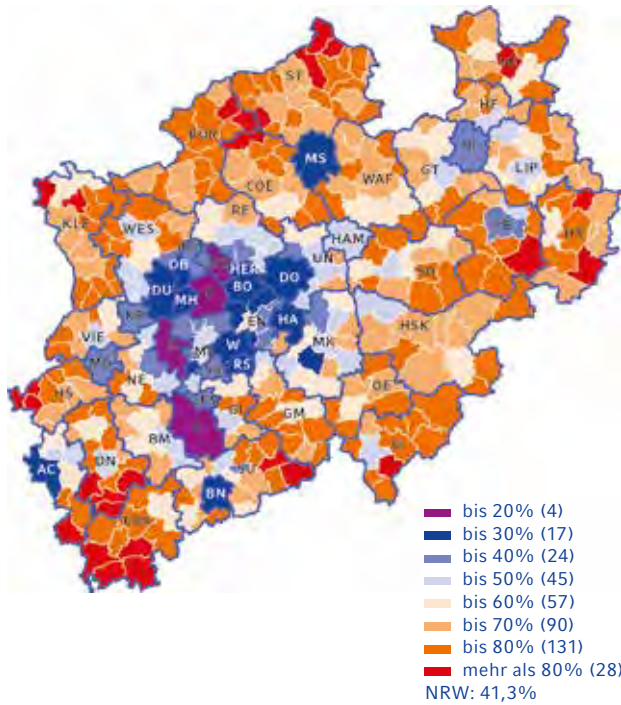 ST
HF
MS
GT
LIP
WAF
COE
BOR
RE
KLE
WES
HAM
UN
OB
HER
BO
DO
DU
MH
HA
EN
HSK
VIE
W
RS
MK
NE
HS
OE
GM
BM
AC
DN
BN
bis 20% (4)
bis 30% (17)
bis 40% (24)
bis 50% (45)
bis 60% (57)
bis 70% (90)
bis 80% (131)
mehr als 80% (28)
NRW: 41,3%